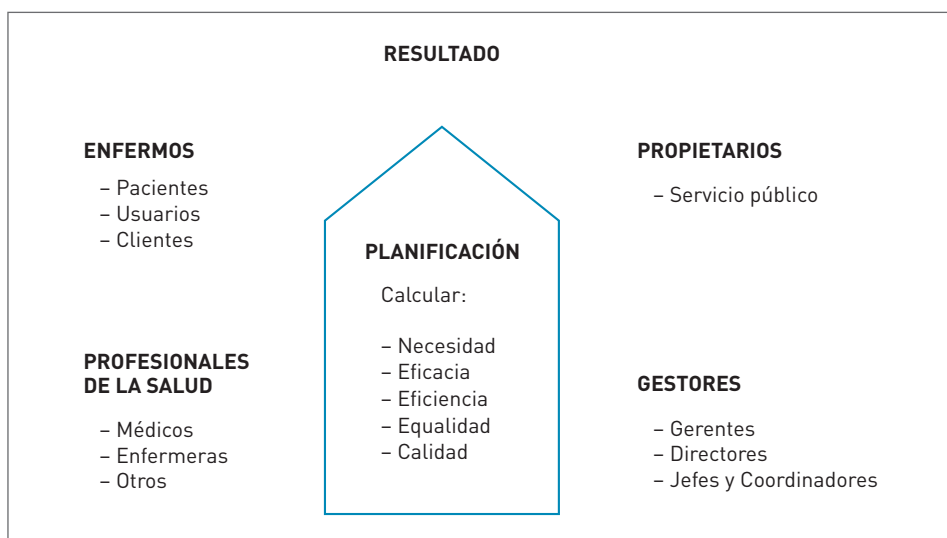 RESULTADO
ENFERMOS
– Pacientes
– Usuarios
– Clientes
PROPIETARIOS
– Servicio público
PLANIFICACIÓN
Calcular:
– Necesidad
– Eficacia
– Eficiencia
– Equalidad
– Calidad
PROFESIONALES
DE LA SALUD
– Médicos
– Enfermeras
– Otros
GESTORES
– Gerentes
– Directores
– Jefes y Coordinadores